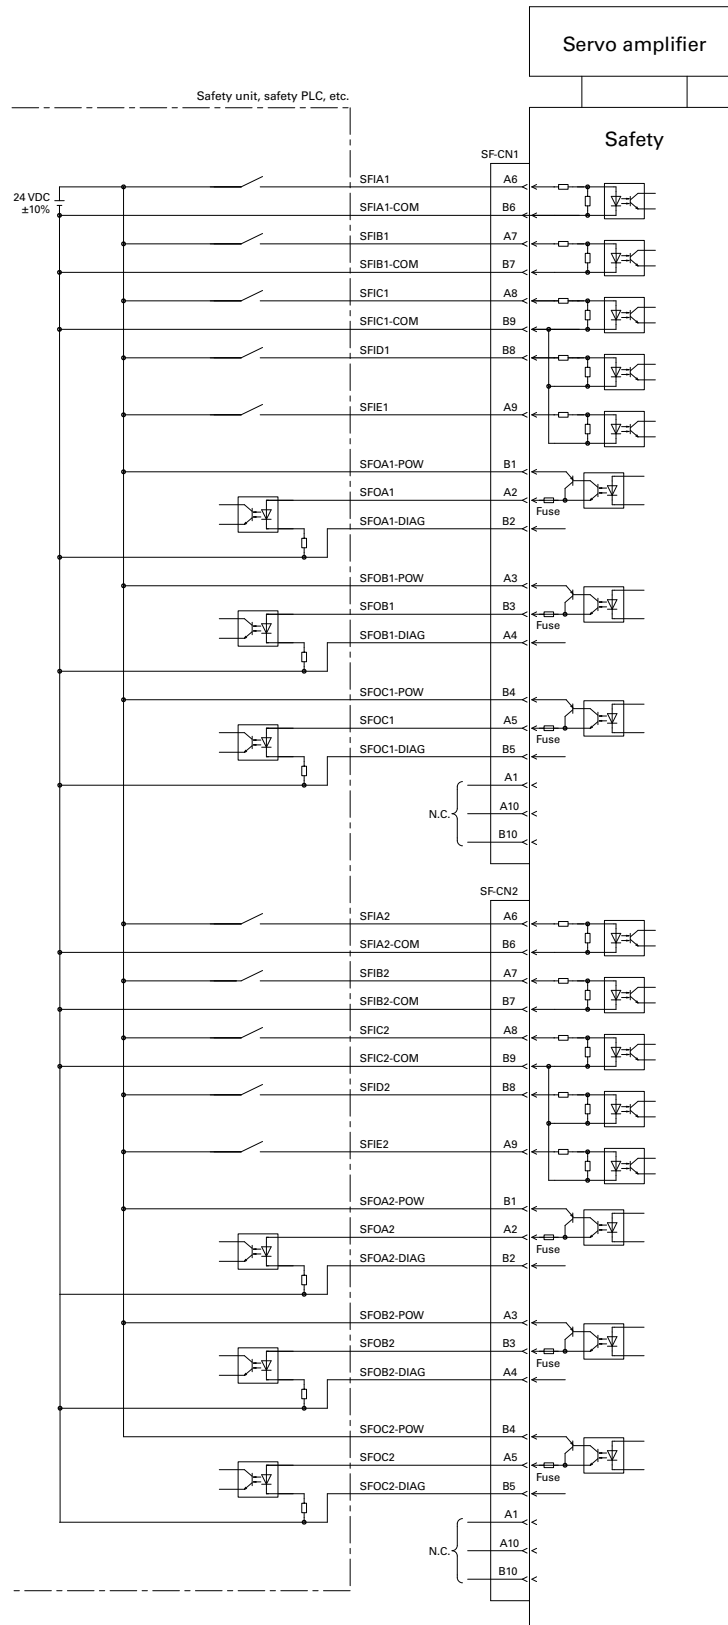 Servo amplifier
Safety unit, safety PLC, etc.
Safety
SF-CN1
24 VDC
±10%
SFIA1 A6
SFIA1-COM B6
SFIB1 A7
SFIB1-COM B7
SFIC1 A8
SFIC1-COM B9
SFID1 B8
SFIE1 A9
SFOA1-POW B1
SFOA1 A2
Fuse
SFOA1-DIAG B2
SFOB1-POW A3
SFOB1 B3
Fuse
SFOB1-DIAG A4
SFOC1-POW B4
SFOC1 A5
Fuse
SFOC1-DIAG B5
A1
N.C. A10
B10
SF-CN2
SFIA2 A6
SFIA2-COM B6
SFIB2 A7
SFIB2-COM B7
SFIC2 A8
SFIC2-COM B9
SFID2 B8
SFIE2 A9
SFOA2-POW B1
SFOA2 A2
Fuse
SFOA2-DIAG B2
SFOB2-POW A3
SFOB2 B3
Fuse
SFOB2-DIAG A4
SFOC2-POW B4
SFOC2 A5
Fuse
SFOC2-DIAG B5
A1
N.C. A10
B10